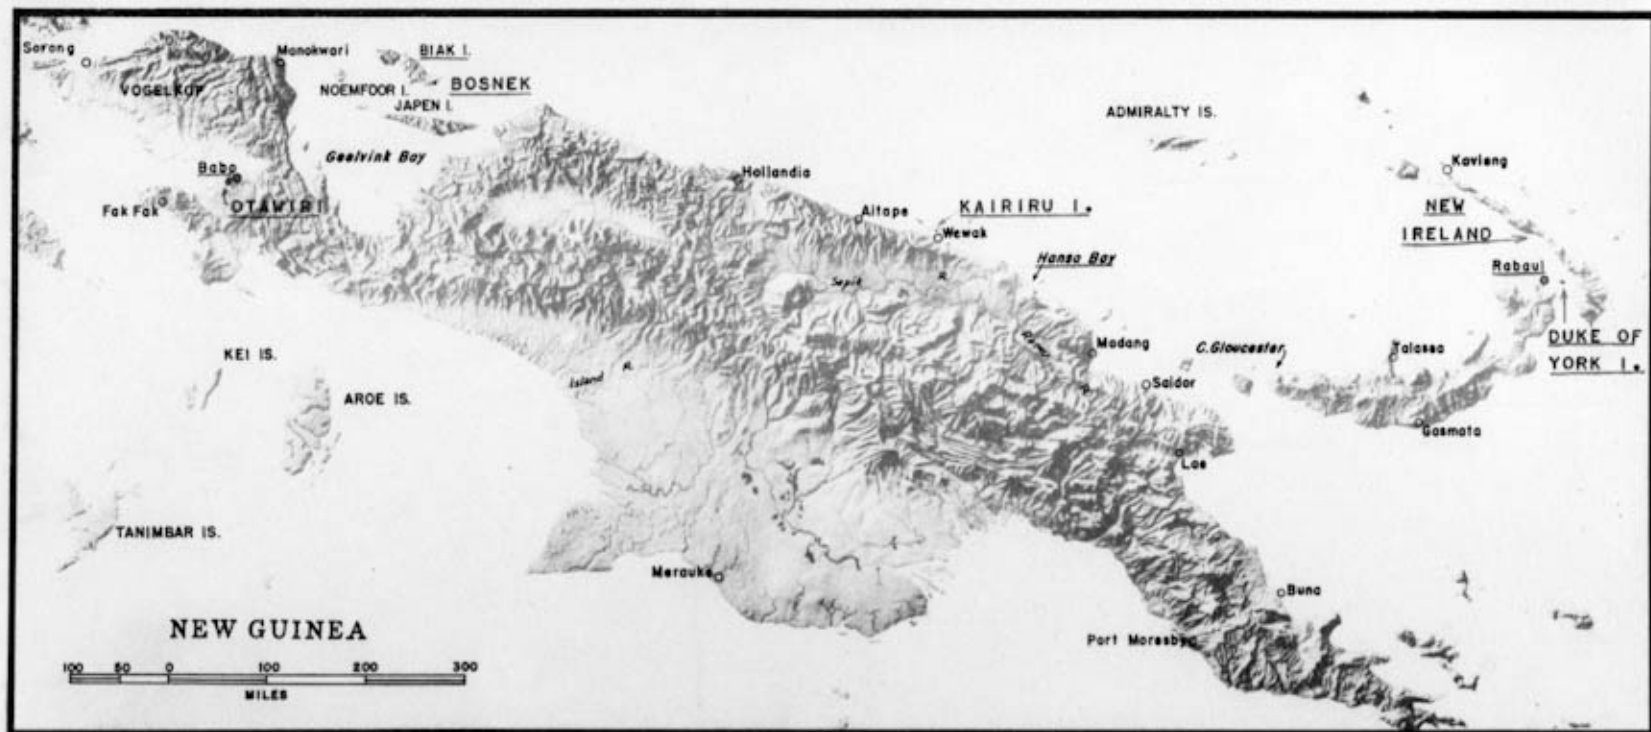 Sorong
Manokwari
BIAK I.
BOSNEK
VOGELKOP
NOEMFOOR I.
JAPEN I.
ADMIRALTY IS.
Geelvink Bay
Babo
Hollandia
Kavieng
Fak Fak
OTAWIRI
Aitape
KAIRIRU I.
Wewak
NEW
IRELAND
Hansa Bay
Rabaul
Sepik
R.
KEI IS.
Madang
C. Gloucester
Talasea
DUKE OF
YORK I.
Island R.
Saidor
AROE IS.
Gasmata
Lae
TANIMBAR IS.
Merauke
Buna
NEW GUINEA
Port Moresby
100 50 0 100 200 300
MILES